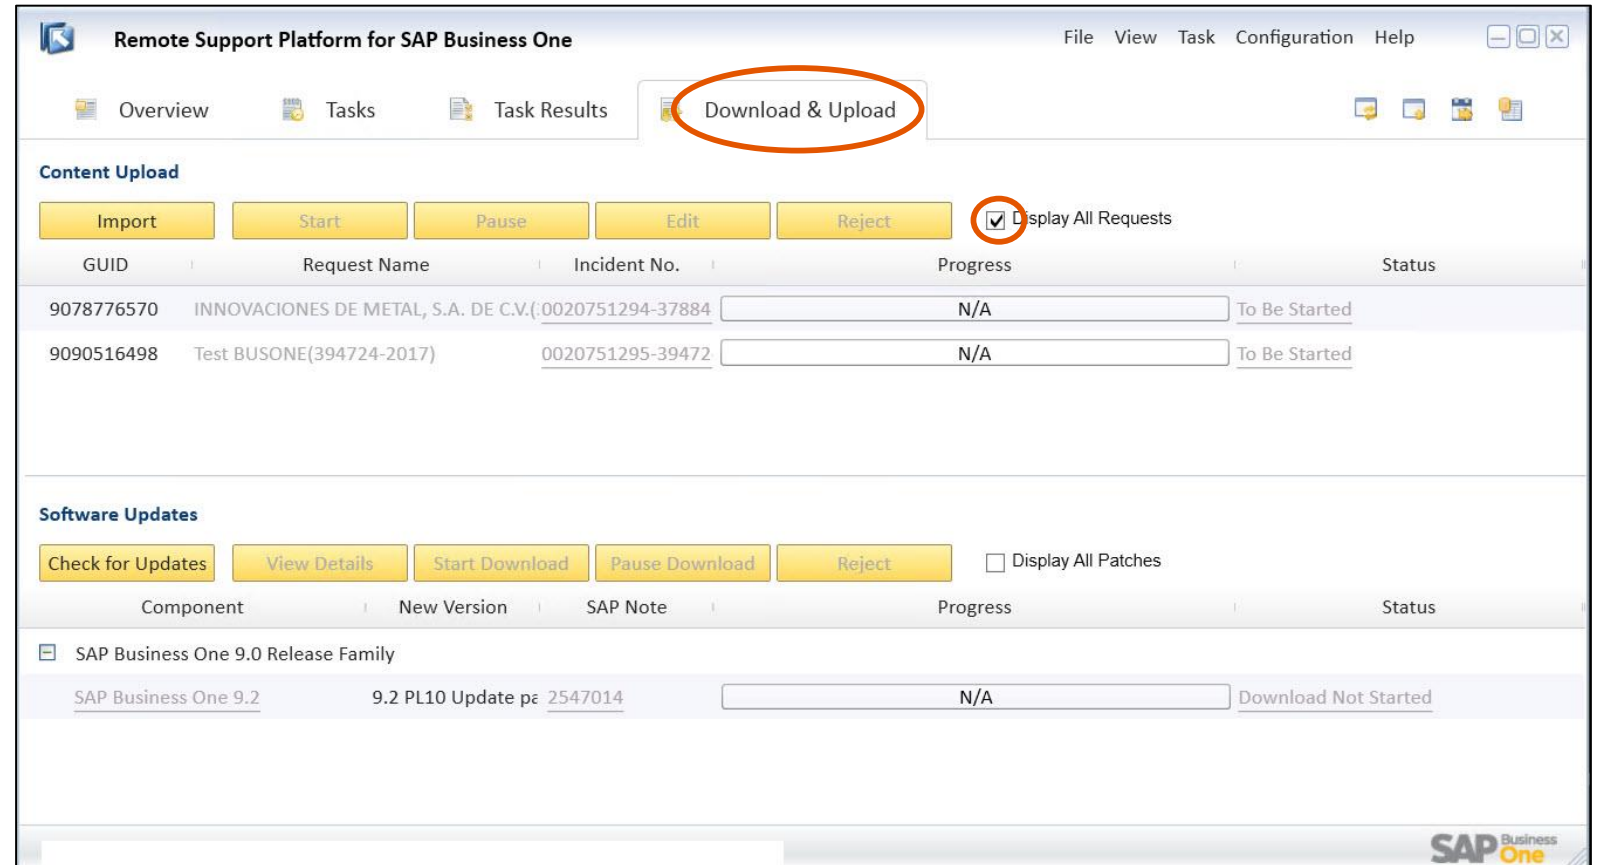 Remote Support Platform for SAP Business One
File View Task Configuration Help
Overview Tasks Task Results Download & Upload
Content Upload
Import Start Pause Edit Reject Display All Requests
GUID Request Name Incident No. Progress Status
9078776570 INNOVACIONES DE METAL, S.A. DE C.V.( 0020751294-37884 N/A To Be Started
9090516498 Test BUSONE(394724-2017) 0020751295-39472 N/A To Be Started
Software Updates
Check for Updates View Details Start Download Pause Download Reject Display All Patches
Component New Version SAP Note Progress Status
SAP Business One 9.0 Release Family
SAP Business One 9.2 9.2 PL10 Update pa 2547014 N/A Download Not Started
SAP Business One